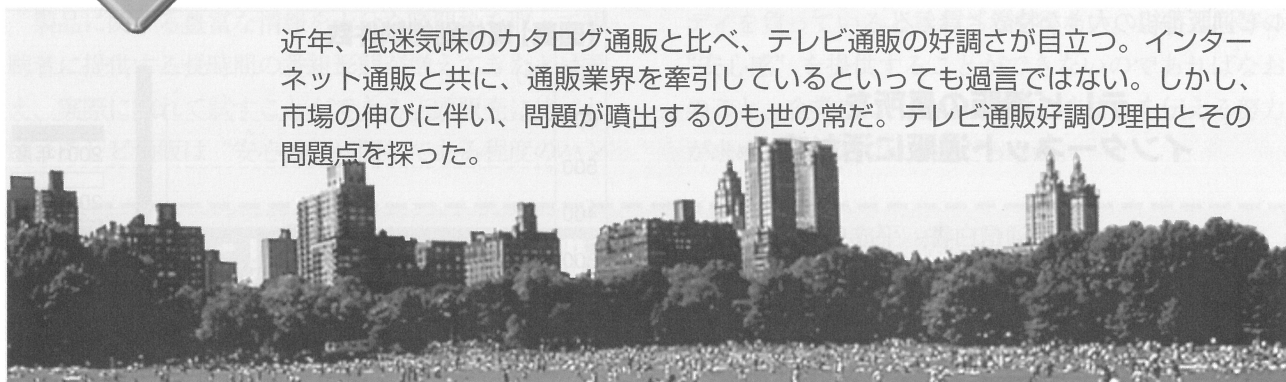 近年、低迷気味のカタログ通販と比べ、テレビ通販の好調さが目立つ。インター
ネット通販と共に、通販業界を牽引しているといっても過言ではない。しかし、
市場の伸びに伴い、問題が噴出するのも世の常だ。テレビ通販好調の理由とその
問題点を探った。